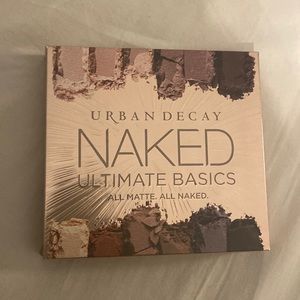 URBAN DECAY
NAKED
ULTIMATE BASICS
ALL MATTE. ALL NAKED.